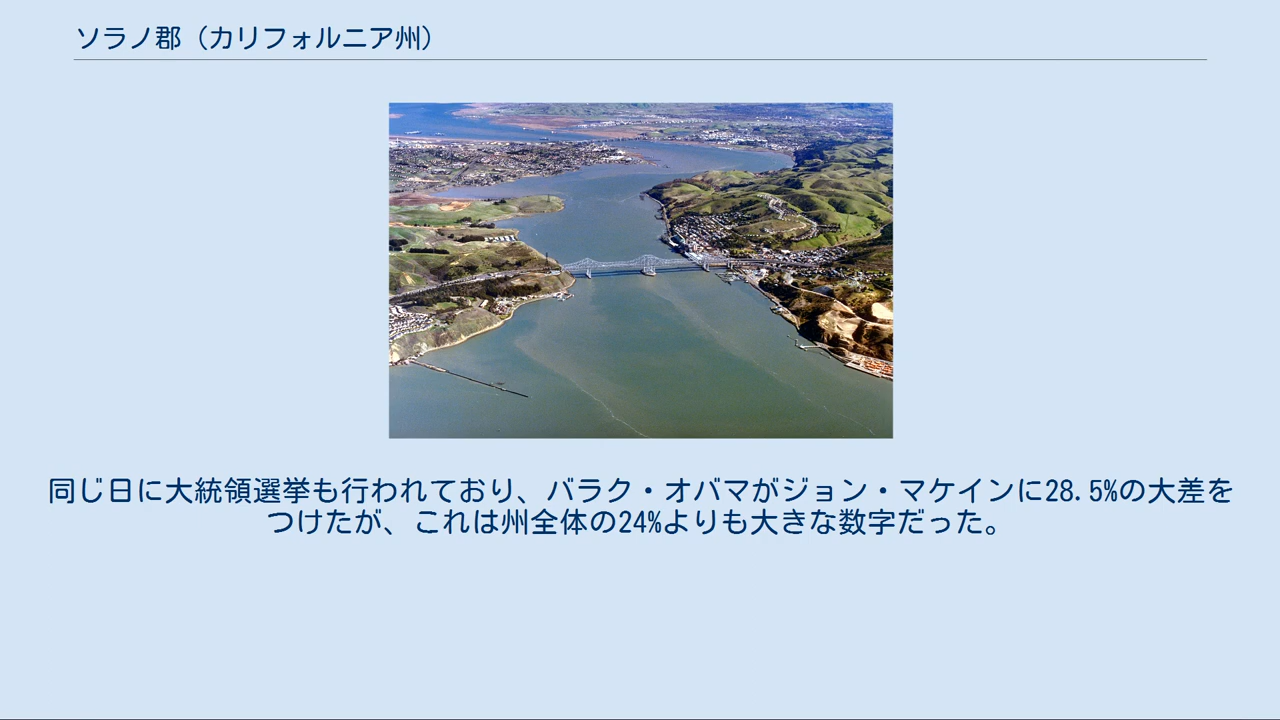 ソラノ郡（カリフォルニア州）
同じ日に大統領選挙も行われており、バラク・オバマがジョン・マケインに28.5%の大差を
つけたが、これは州全体の24%よりも大きな数字だった。